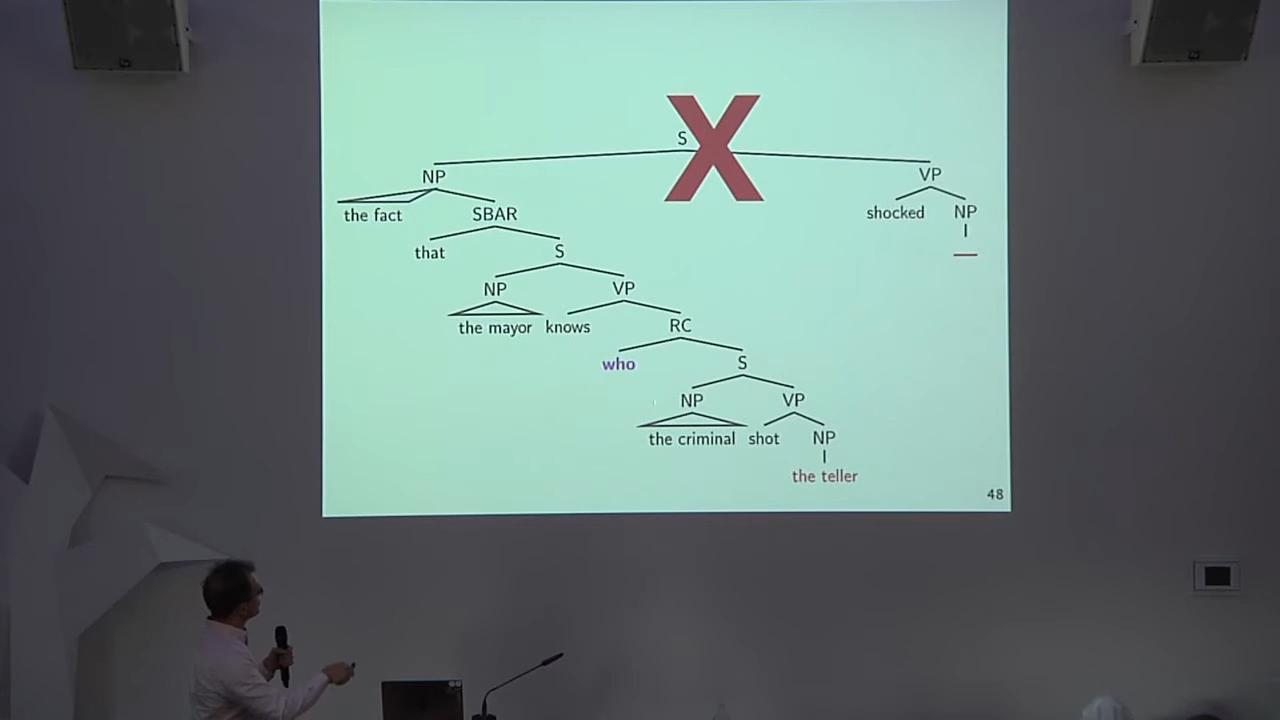 X
S
NP VP
the fact SBAR shocked NP
that S
NP VP
the mayor knows RC
who S
NP VP
the criminal shot NP
the teller
48